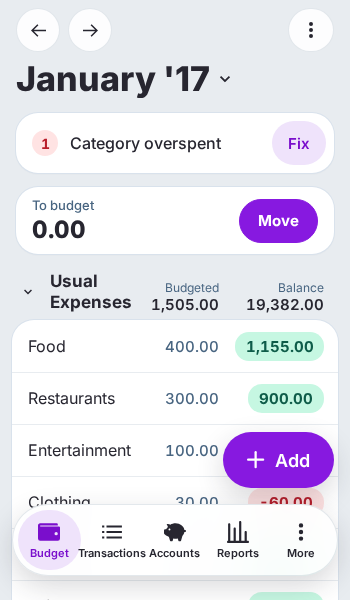 January '17
1 Category overspent Fix
To budget
0.00 Move
Usual Expenses
Budgeted Balance
1,505.00 19,382.00
Food 400.00 1,155.00
Restaurants 300.00 900.00
Entertainment 100.00
+ Add
Clothing 30.00 -60.00
Budget Transactions Accounts Reports More